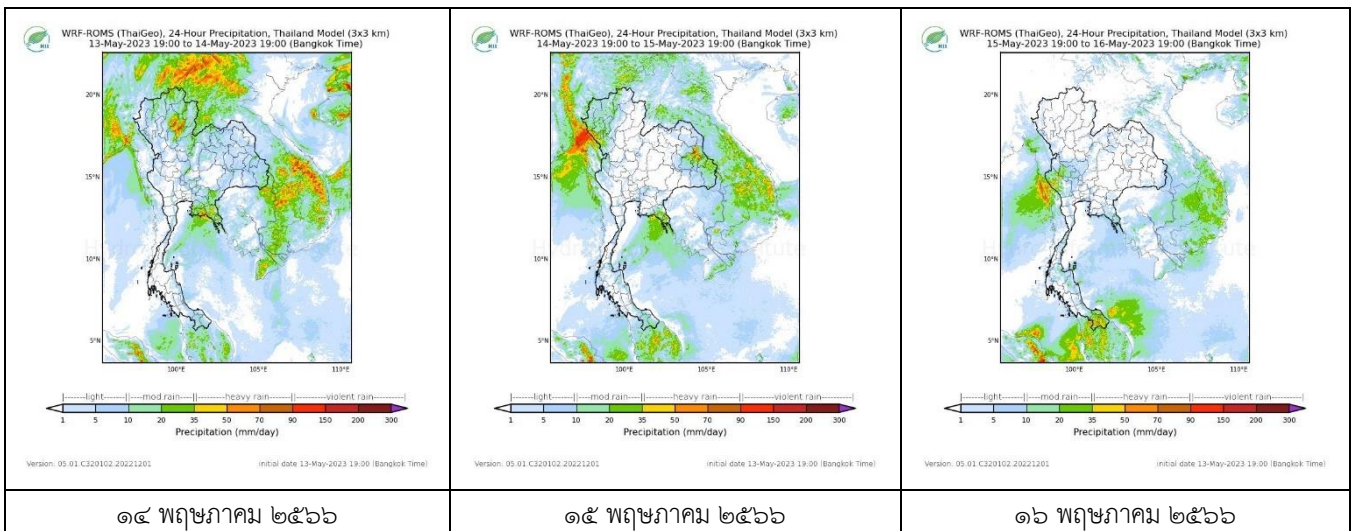 WRF-ROMS (ThaiGeo), 24-Hour Precipitation, Thailand Model (3x3 km)
13-May-2023 19:00 to 14-May-2023 19:00 (Bangkok Time)
20°N
15°N
10°N
5°N
100°E 105°E 110°E
|-------light-------||----mod.rain----||----------heavy rain---------||---------violent rain---------|
1 5 10 20 35 50 70 90 150 200 300
Precipitation (mm/day)
Version: 05.01 C320102.20221201 initial date 13-May-2023 19:00 (Bangkok Time)
๑๔ พฤษภาคม ๒๕๖๖
WRF-ROMS (ThaiGeo), 24-Hour Precipitation, Thailand Model (3x3 km)
14-May-2023 19:00 to 15-May-2023 19:00 (Bangkok Time)
20°N
15°N
10°N
5°N
100°E 105°E 110°E
|-------light-------||----mod.rain----||----------heavy rain---------||---------violent rain---------|
1 5 10 20 35 50 70 90 150 200 300
Precipitation (mm/day)
Version: 05.01 C320102.20221201 initial date 13-May-2023 19:00 (Bangkok Time)
๑๕ พฤษภาคม ๒๕๖๖
WRF-ROMS (ThaiGeo), 24-Hour Precipitation, Thailand Model (3x3 km)
15-May-2023 19:00 to 16-May-2023 19:00 (Bangkok Time)
20°N
15°N
10°N
5°N
100°E 105°E 110°E
|-------light-------||----mod.rain----||----------heavy rain---------||---------violent rain---------|
1 5 10 20 35 50 70 90 150 200 300
Precipitation (mm/day)
Version: 05.01 C320102.20221201 initial date 13-May-2023 19:00 (Bangkok Time)
๑๖ พฤษภาคม ๒๕๖๖